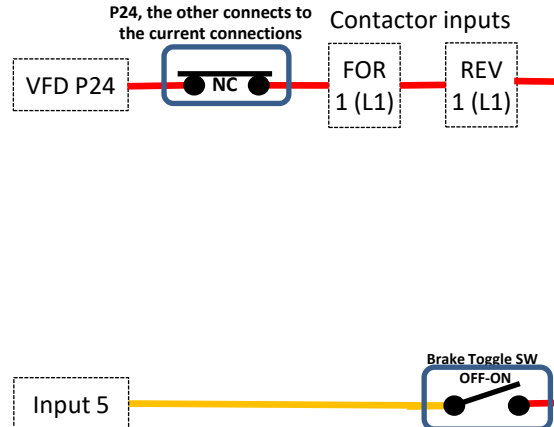 P24, the other connects to
the current connections
Contactor inputs
VFD P24
NC
FOR
1 (L1)
REV
1 (L1)
Brake Toggle SW
OFF-ON
Input 5